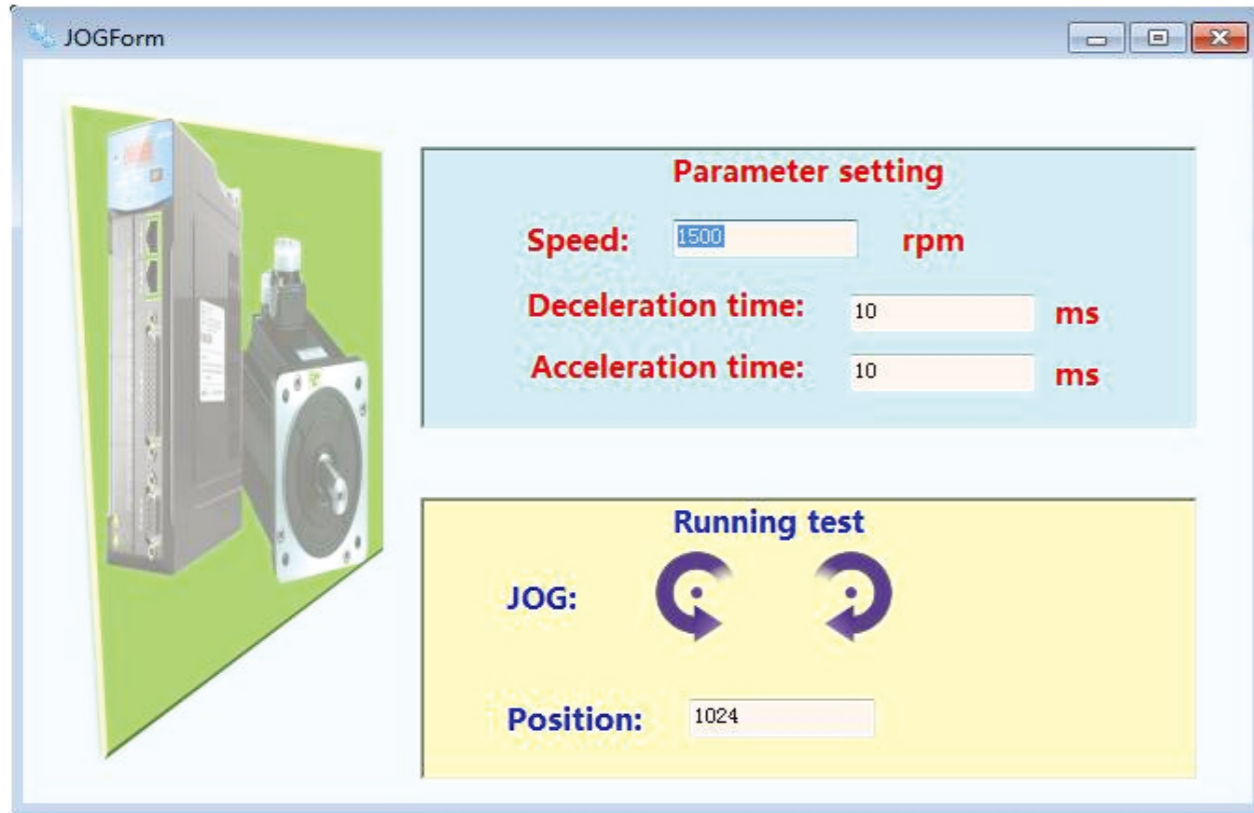 JOGForm
Parameter setting
Speed: 1500 rpm
Deceleration time: 10 ms
Acceleration time: 10 ms
Running test
JOG:
Position: 1024